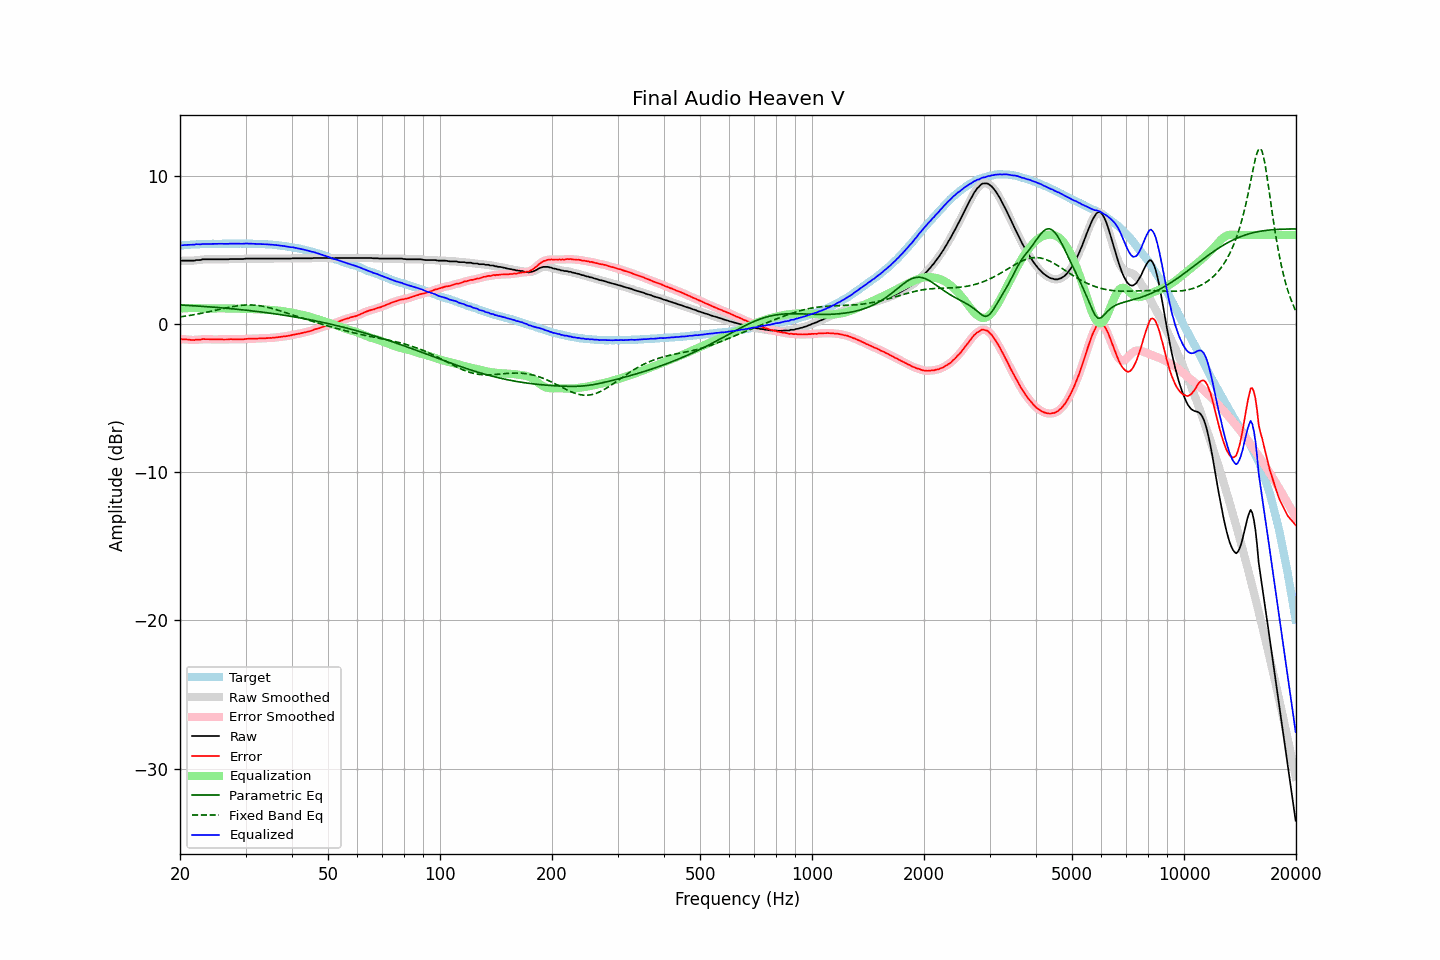 Final Audio Heaven V
Amplitude (dBr)
10
0
−10
−20
−30
Target
Raw Smoothed
Error Smoothed
Raw
Error
Equalization
Parametric Eq
Fixed Band Eq
Equalized
20 50 100 200 500 1000 2000 5000 10000 20000
Frequency (Hz)